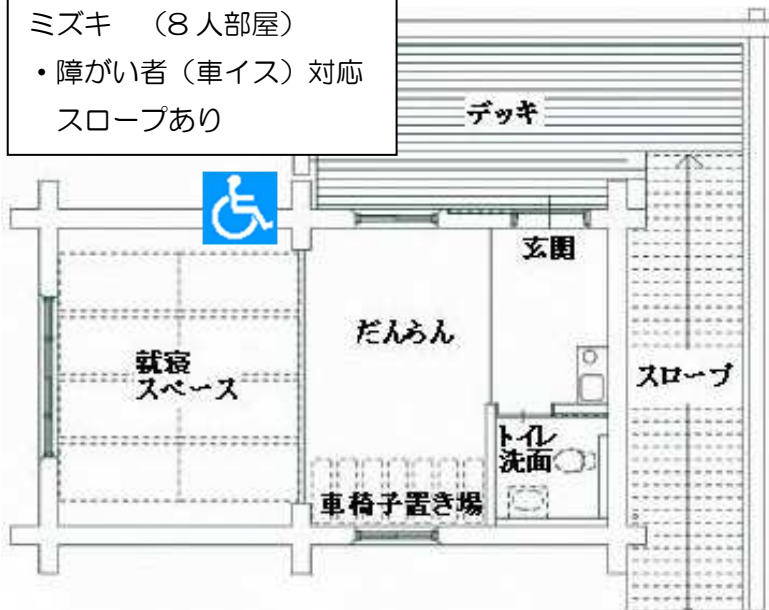 ミズキ （8人部屋）
・障がい者（車イス）対応
スロープあり
デッキ
玄関
だんらん
就寝
スペース
スロープ
トイレ
洗面
車椅子置き場